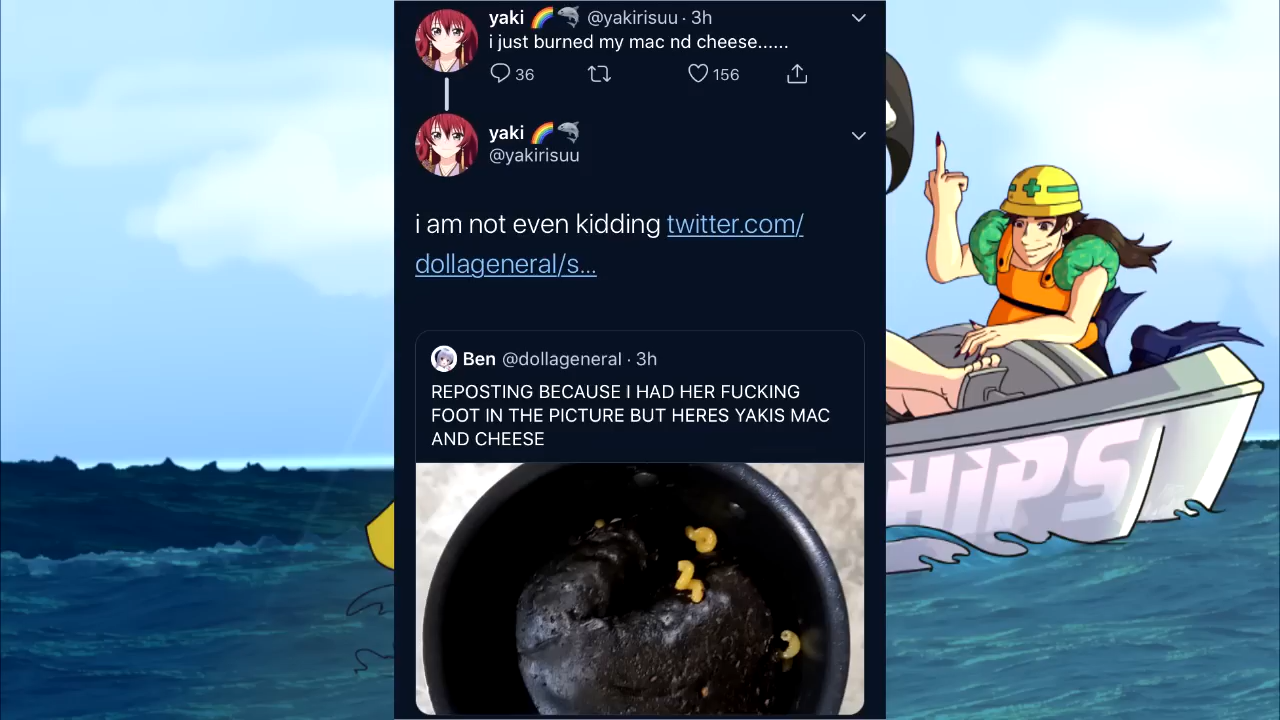 yaki 🌈🐬 @yakirisuu · 3h
i just burned my mac nd cheese......
36 156
yaki 🌈🐬
@yakirisuu
i am not even kidding twitter.com/
dollageneral/s...
Ben @dollageneral · 3h
REPOSTING BECAUSE I HAD HER FUCKING
FOOT IN THE PICTURE BUT HERES YAKIS MAC
AND CHEESE
HIPS